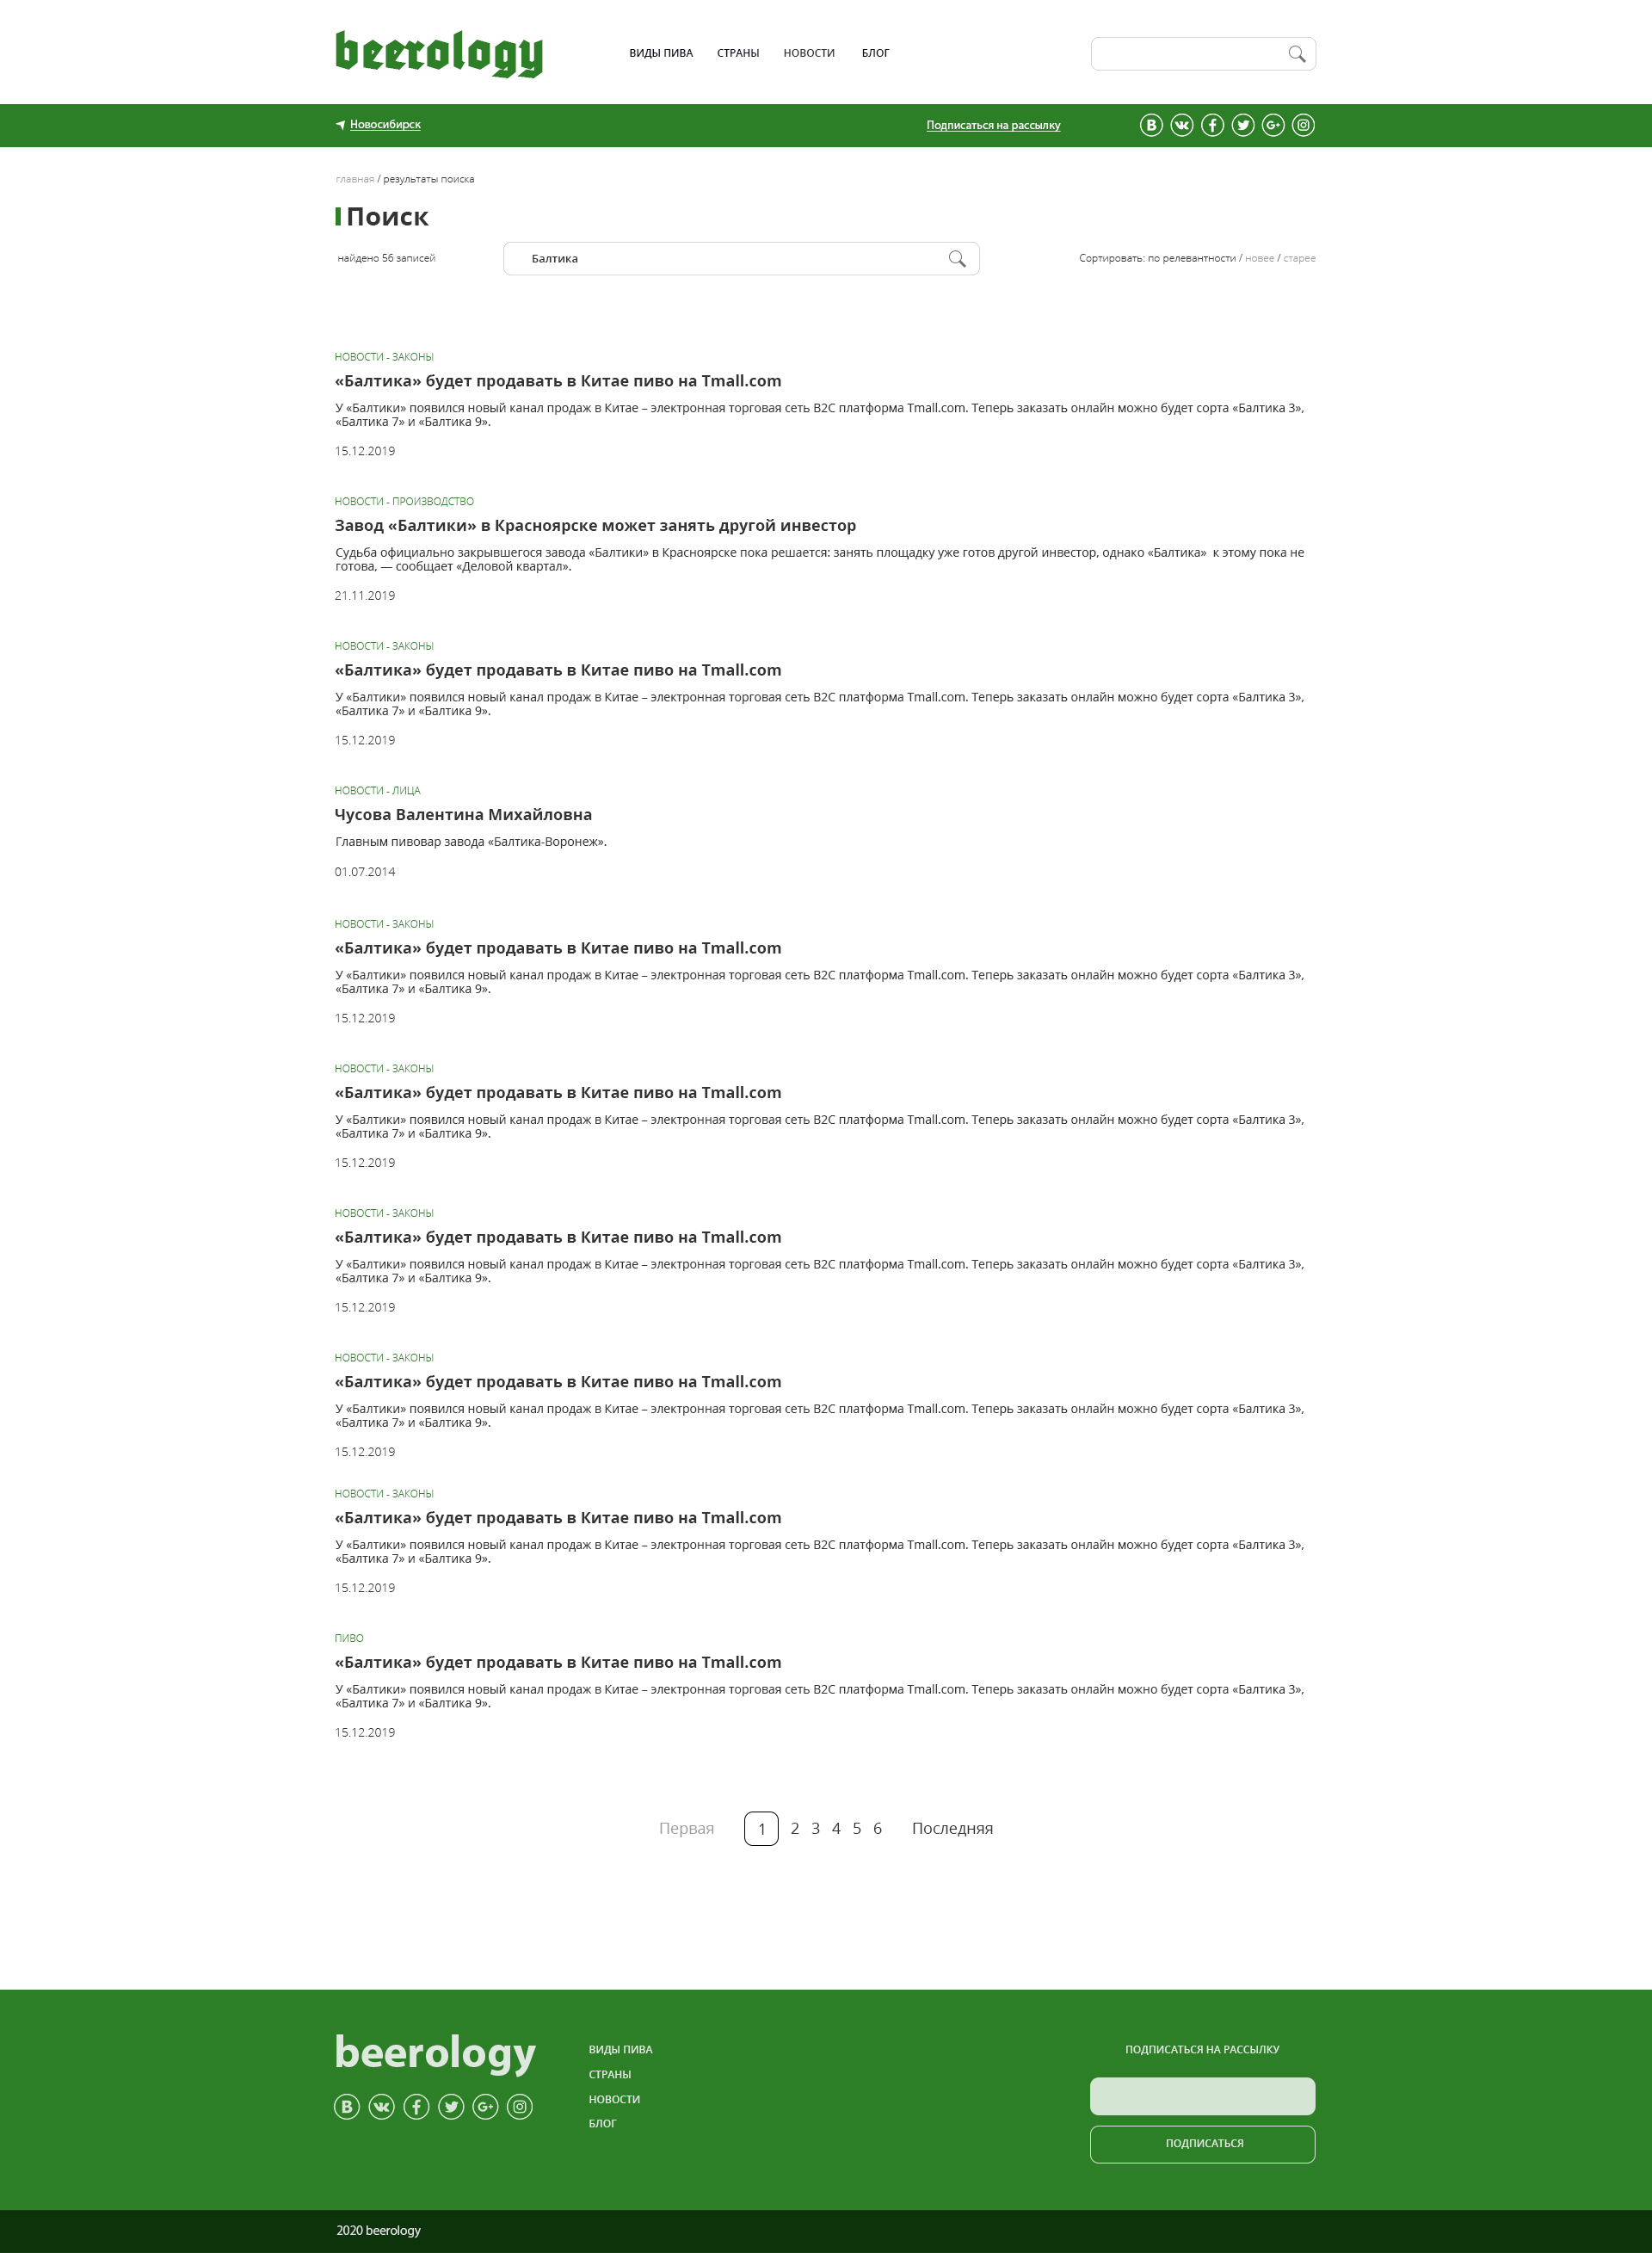 beerology
ВИДЫ ПИВА СТРАНЫ НОВОСТИ БЛОГ
Новосибирск
Подписаться на рассылку
главная / результаты поиска
Поиск
найдено 56 записей
Балтика
Сортировать: по релевантности / новее / старее
НОВОСТИ - ЗАКОНЫ
«Балтика» будет продавать в Китае пиво на Tmall.com
У «Балтики» появился новый канал продаж в Китае – электронная торговая сеть B2C платформа Tmall.com. Теперь заказать онлайн можно будет сорта «Балтика 3»,
«Балтика 7» и «Балтика 9».
15.12.2019
НОВОСТИ - ПРОИЗВОДСТВО
Завод «Балтики» в Красноярске может занять другой инвестор
Судьба официально закрывшегося завода «Балтики» в Красноярске пока решается: занять площадку уже готов другой инвестор, однако «Балтика» к этому пока не
готова, — сообщает «Деловой квартал».
21.11.2019
НОВОСТИ - ЗАКОНЫ
«Балтика» будет продавать в Китае пиво на Tmall.com
У «Балтики» появился новый канал продаж в Китае – электронная торговая сеть B2C платформа Tmall.com. Теперь заказать онлайн можно будет сорта «Балтика 3»,
«Балтика 7» и «Балтика 9».
15.12.2019
НОВОСТИ - ЛИЦА
Чусова Валентина Михайловна
Главным пивовар завода «Балтика-Воронеж».
01.07.2014
НОВОСТИ - ЗАКОНЫ
«Балтика» будет продавать в Китае пиво на Tmall.com
У «Балтики» появился новый канал продаж в Китае – электронная торговая сеть B2C платформа Tmall.com. Теперь заказать онлайн можно будет сорта «Балтика 3»,
«Балтика 7» и «Балтика 9».
15.12.2019
НОВОСТИ - ЗАКОНЫ
«Балтика» будет продавать в Китае пиво на Tmall.com
У «Балтики» появился новый канал продаж в Китае – электронная торговая сеть B2C платформа Tmall.com. Теперь заказать онлайн можно будет сорта «Балтика 3»,
«Балтика 7» и «Балтика 9».
15.12.2019
НОВОСТИ - ЗАКОНЫ
«Балтика» будет продавать в Китае пиво на Tmall.com
У «Балтики» появился новый канал продаж в Китае – электронная торговая сеть B2C платформа Tmall.com. Теперь заказать онлайн можно будет сорта «Балтика 3»,
«Балтика 7» и «Балтика 9».
15.12.2019
НОВОСТИ - ЗАКОНЫ
«Балтика» будет продавать в Китае пиво на Tmall.com
У «Балтики» появился новый канал продаж в Китае – электронная торговая сеть B2C платформа Tmall.com. Теперь заказать онлайн можно будет сорта «Балтика 3»,
«Балтика 7» и «Балтика 9».
15.12.2019
НОВОСТИ - ЗАКОНЫ
«Балтика» будет продавать в Китае пиво на Tmall.com
У «Балтики» появился новый канал продаж в Китае – электронная торговая сеть B2C платформа Tmall.com. Теперь заказать онлайн можно будет сорта «Балтика 3»,
«Балтика 7» и «Балтика 9».
15.12.2019
ПИВО
«Балтика» будет продавать в Китае пиво на Tmall.com
У «Балтики» появился новый канал продаж в Китае – электронная торговая сеть B2C платформа Tmall.com. Теперь заказать онлайн можно будет сорта «Балтика 3»,
«Балтика 7» и «Балтика 9».
15.12.2019
Первая 1 2 3 4 5 6 Последняя
beerology
ВИДЫ ПИВА
СТРАНЫ
НОВОСТИ
БЛОГ
ПОДПИСАТЬСЯ НА РАССЫЛКУ
ПОДПИСАТЬСЯ
2020 beerology